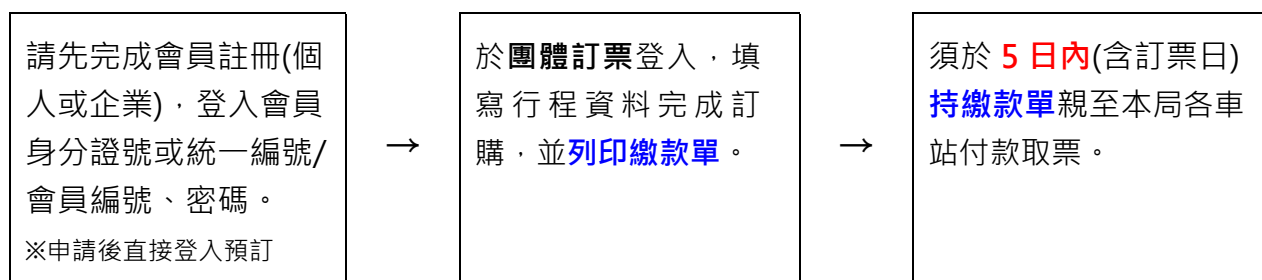 請先完成會員註冊(個
人或企業)，登入會員
身分證號或統一編號/
會員編號、密碼。
※申請後直接登入預訂
→
於團體訂票登入，填
寫行程資料完成訂
購，並列印繳款單。
→
須於 5 日內(含訂票日)
持繳款單親至本局各車
站付款取票。